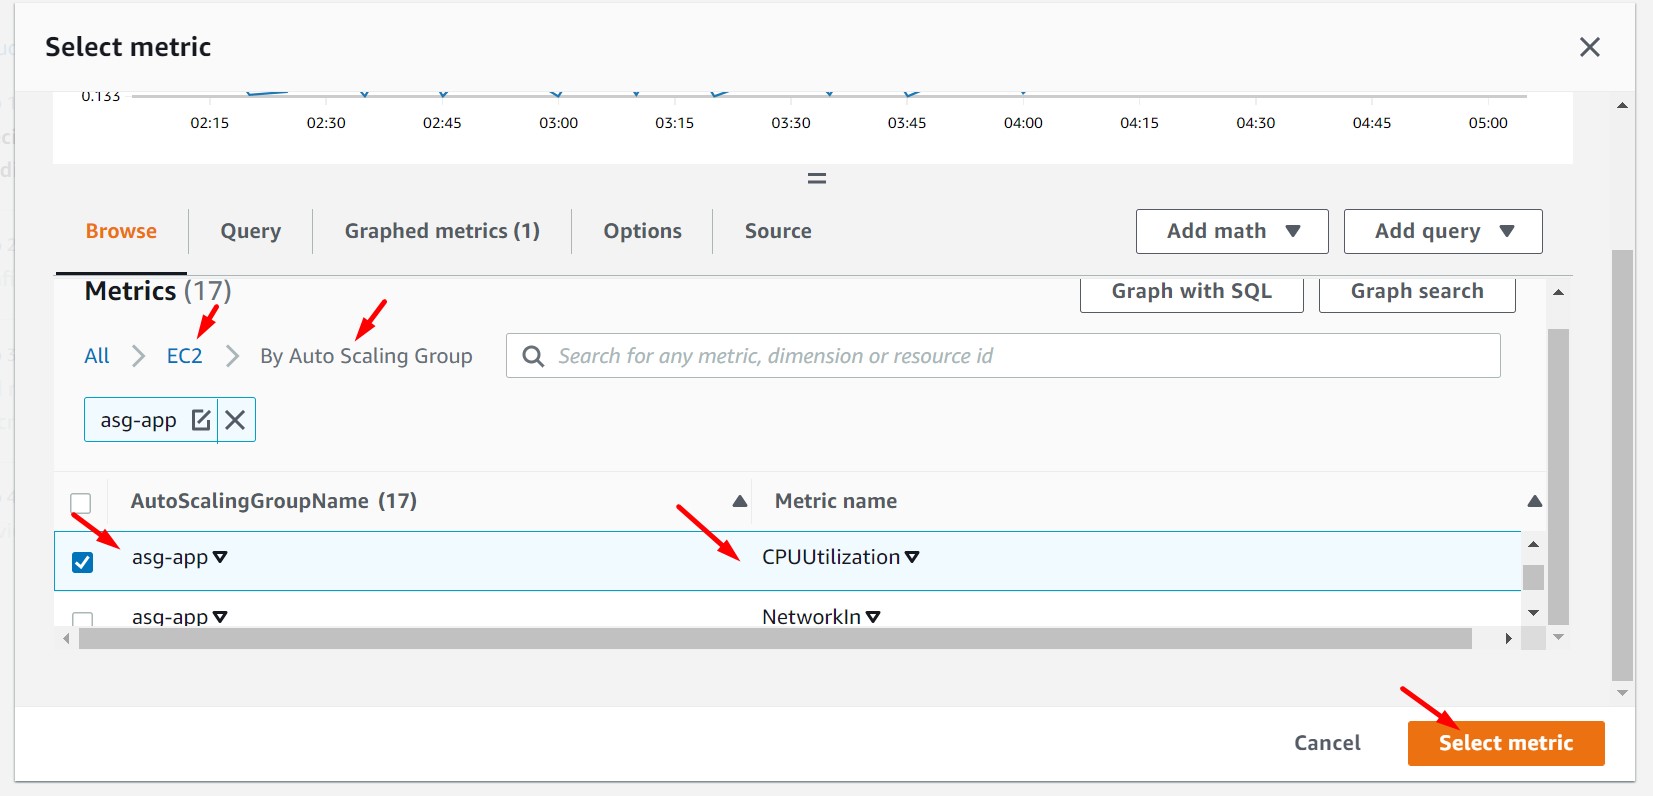 Select metric
0.133
02:15 02:30 02:45 03:00 03:15 03:30 03:45 04:00 04:15 04:30 04:45 05:00
Browse Query Graphed metrics (1) Options Source Add math Add query
Metrics (17) Graph with SQL Graph search
All EC2 By Auto Scaling Group Search for any metric, dimension or resource id
asg-app
AutoScalingGroupName (17) Metric name
asg-app CPUUtilization
asg-app NetworkIn
Cancel Select metric